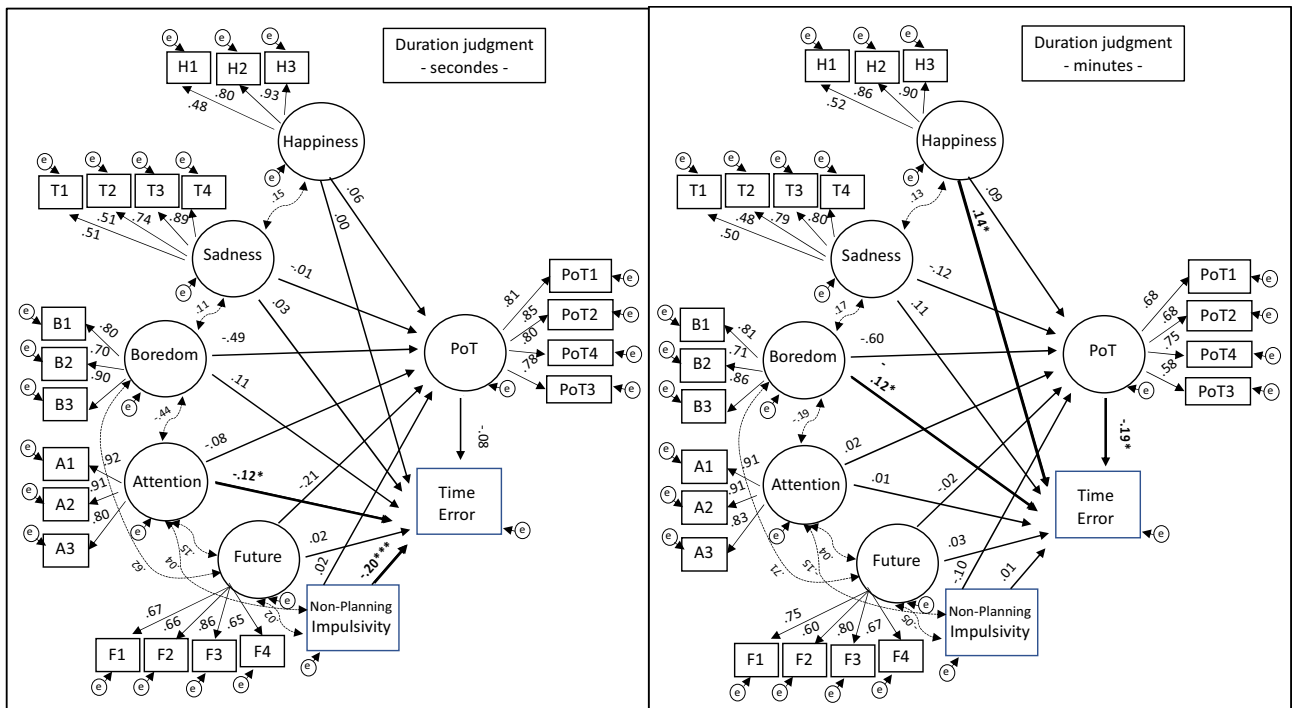 Duration judgment
- secondes -
e
e
e
H1
H2
H3
.48
.80
.93
Happiness
e
e
e
e
e
T1
T2
T3
T4
.51
.51
.74
.89
.15
.06
.00
Sadness
e
-.01
.03
.11
e
e
e
B1
B2
B3
.80
.70
.90
Boredom
e
-.49
.11
-.44
PoT
e
.81
.85
.80
.78
PoT1
PoT2
PoT4
PoT3
e
e
e
e
-.08
e
e
e
A1
A2
A3
.92
.91
.80
Attention
e
-.08
-.12*
-.21
Time
Error
e
.15
.04
.62
Future
e
.02
.02
-.20***
.02
Non-Planning
Impulsivity
e
.67
.66
.86
.65
F1
F2
F3
F4
e
e
e
e
Duration judgment
- minutes -
e
e
e
H1
H2
H3
.52
.86
.90
Happiness
e
e
e
e
e
T1
T2
T3
T4
.50
.48
.79
.80
.13
.09
.14*
Sadness
e
-.12
.11
.17
e
e
e
B1
B2
B3
.81
.71
.86
Boredom
e
-.60
-
.12*
-.19
PoT
e
.68
.68
.75
.58
PoT1
PoT2
PoT4
PoT3
e
e
e
e
-.19*
e
e
e
A1
A2
A3
.91
.91
.83
Attention
e
.02
.01
-.02
Time
Error
e
.04
-.15
.71
Future
e
.03
-.10
.01
-.05
Non-Planning
Impulsivity
e
.75
.60
.80
.67
F1
F2
F3
F4
e
e
e
e